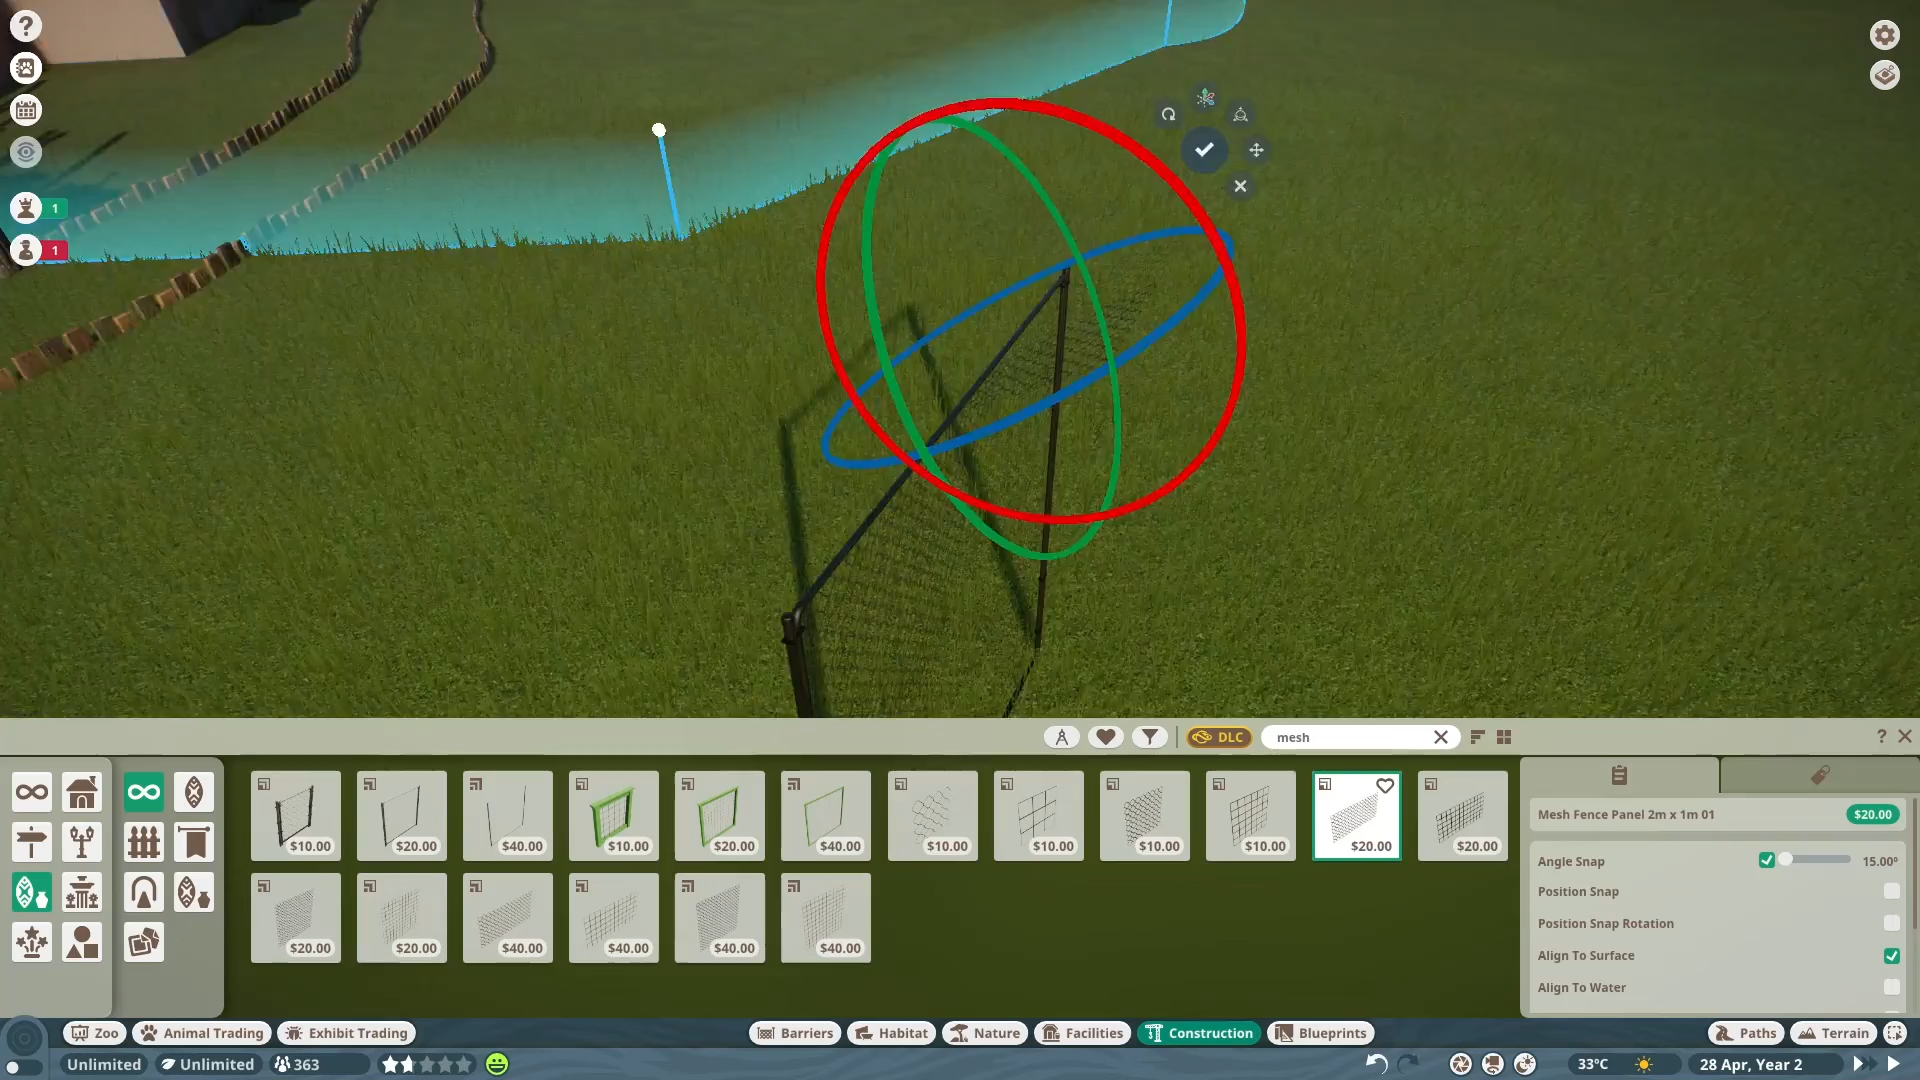 ?
1
1
DLC
mesh
?
$10.00
$20.00
$40.00
$10.00
$20.00
$40.00
$10.00
$10.00
$10.00
$10.00
$20.00
$20.00
$20.00
$20.00
$40.00
$40.00
$40.00
$40.00
Mesh Fence Panel 2m x 1m 01
$20.00
Angle Snap
15.00°
Position Snap
Position Snap Rotation
Align To Surface
Align To Water
Zoo
Animal Trading
Exhibit Trading
Barriers
Habitat
Nature
Facilities
Construction
Blueprints
Paths
Terrain
Unlimited
Unlimited
363
33°C
28 Apr, Year 2